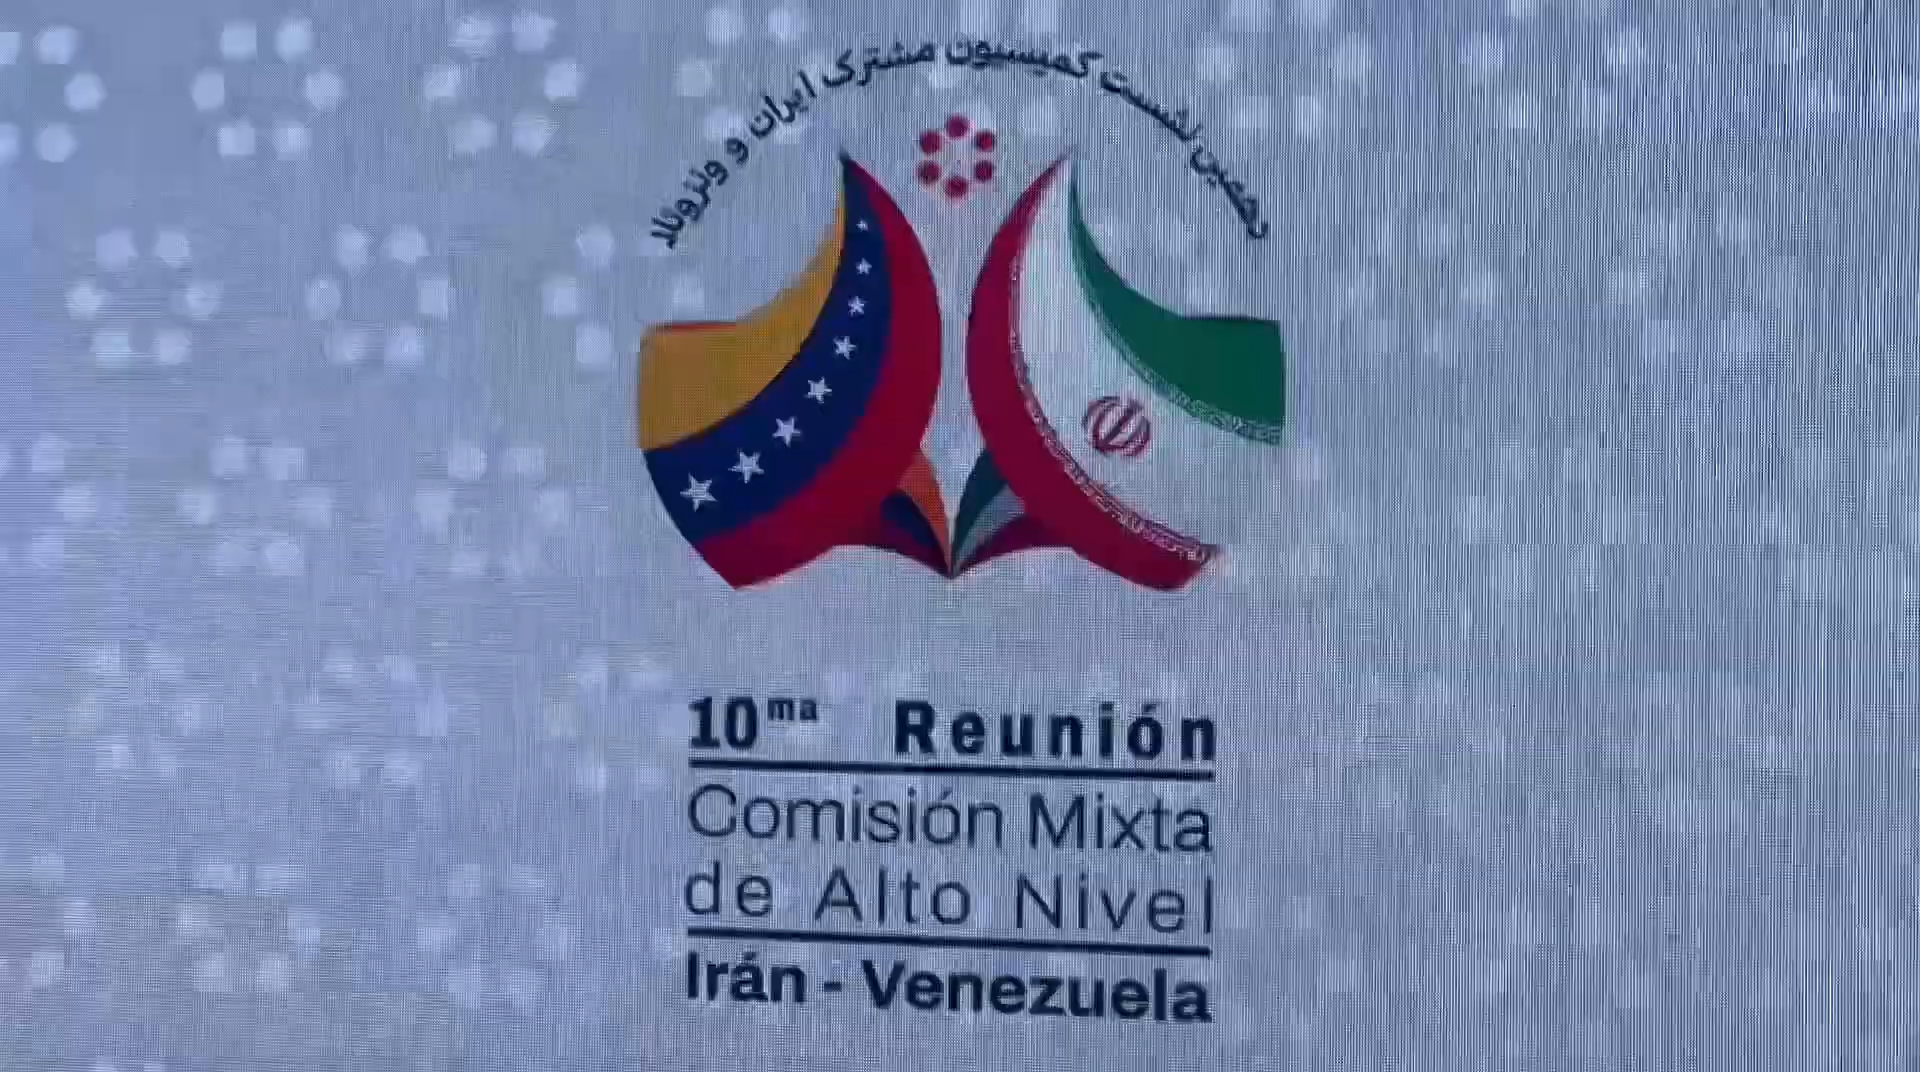 دهمین نشست کمیسیون مشترک ایران و ونزوئلا
10ma Reunión
Comisión Mixta
de Alto Nivel
Irán - Venezuela